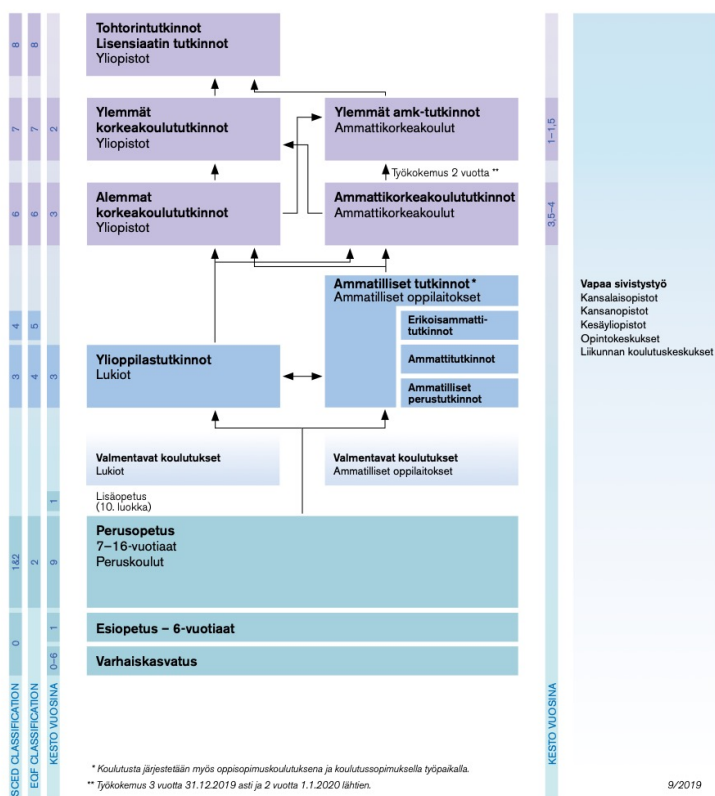 Tohtorintutkinnot
Lisensiaatin tutkinnot
Yliopistot
8
8
Ylemmät
korkeakoulututkinnot
Yliopistot
Ylemmät amk-tutkinnot
Ammattikorkeakoulut
7
7
2
1–1,5
Työkokemus 2 vuotta **
Alemmat
korkeakoulututkinnot
Yliopistot
Ammattikorkeakoulututkinnot
Ammattikorkeakoulut
6
6
3
3,5–4
Ammatilliset tutkinnot *
Ammatilliset oppilaitokset
Erikoisammatti-
tutkinnot
Ammattitutkinnot
Ammatilliset
perustutkinnot
4
5
Ylioppilastutkinnot
Lukiot
3
4
3
Valmentavat koulutukset
Lukiot
Valmentavat koulutukset
Ammatilliset oppilaitokset
Lisäopetus
(10. luokka)
1
Perusopetus
7–16-vuotiaat
Peruskoulut
1&2
2
9
Esiopetus – 6-vuotiaat
0
1
Varhaiskasvatus
0–6
SCED CLASSIFICATION
EQF CLASSIFICATION
KESTO VUOSINA
KESTO VUOSINA
Vapaa sivistystyö
Kansalaisopistot
Kansanopistot
Kesäyliopistot
Opintokeskukset
Liikunnan koulutuskeskukset
* Koulutusta järjestetään myös oppisopimuskoulutuksena ja koulutussopimuksella työpaikalla.
** Työkokemus 3 vuotta 31.12.2019 asti ja 2 vuotta 1.1.2020 lähtien.
9/2019